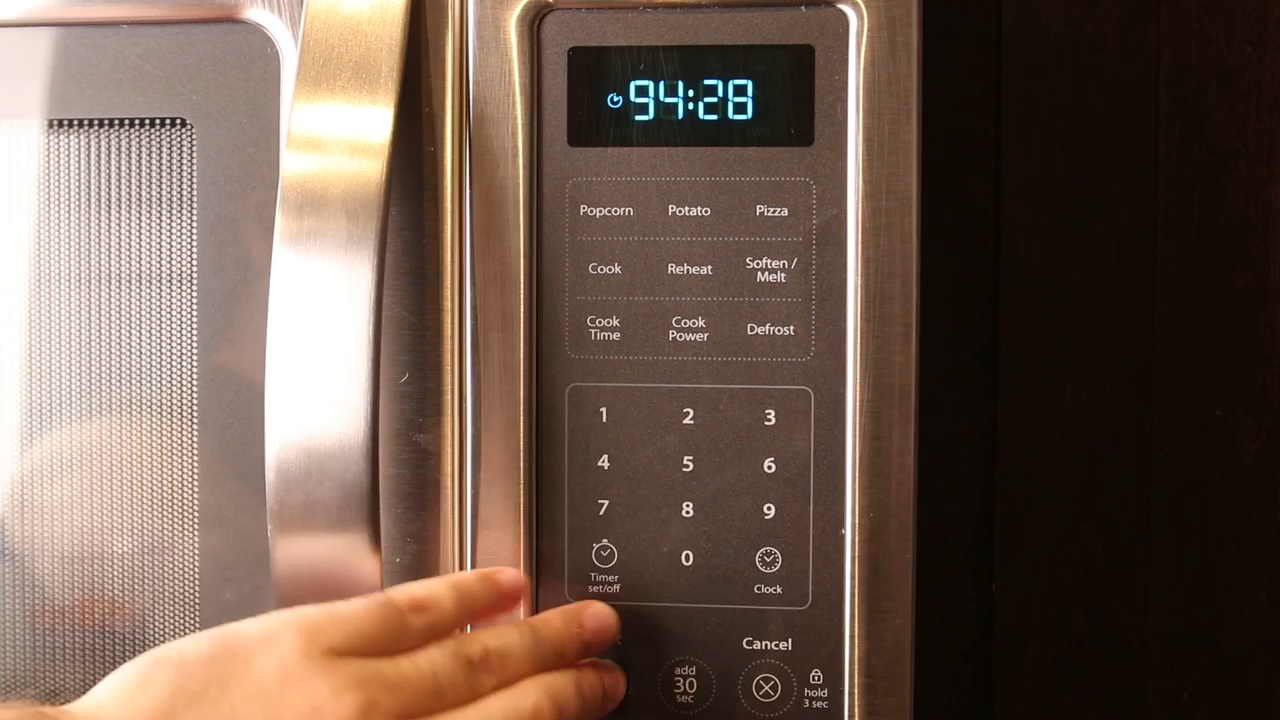 94:28
Popcorn Potato Pizza
Cook Reheat Soften /
Melt
Cook Cook Defrost
Time Power
1 2 3
4 5 6
7 8 9
0
Timer
set/off
Clock
Cancel
add
30
sec
hold
3 sec